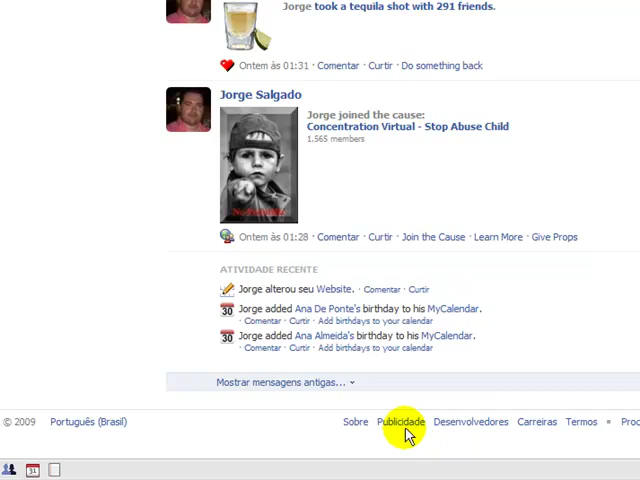 Jorge took a tequila shot with 291 friends.
Ontem às 01:31 · Comentar · Curtir · Do something back
Jorge Salgado
Jorge joined the cause:
Concentration Virtual - Stop Abuse Child
1,565 members
Ontem às 01:28 · Comentar · Curtir · Join the Cause · Learn More · Give Props
ATIVIDADE RECENTE
Jorge alterou seu Website. · Comentar · Curtir
30 Jorge added Ana De Ponte's birthday to his MyCalendar.
· Comentar · Curtir · Add birthdays to your calendar
30 Jorge added Ana Almeida's birthday to his MyCalendar.
· Comentar · Curtir · Add birthdays to your calendar
Mostrar mensagens antigas...
© 2009 Português (Brasil) Sobre Publicidade Desenvolvedores Carreiras Termos ▪ Proc
31